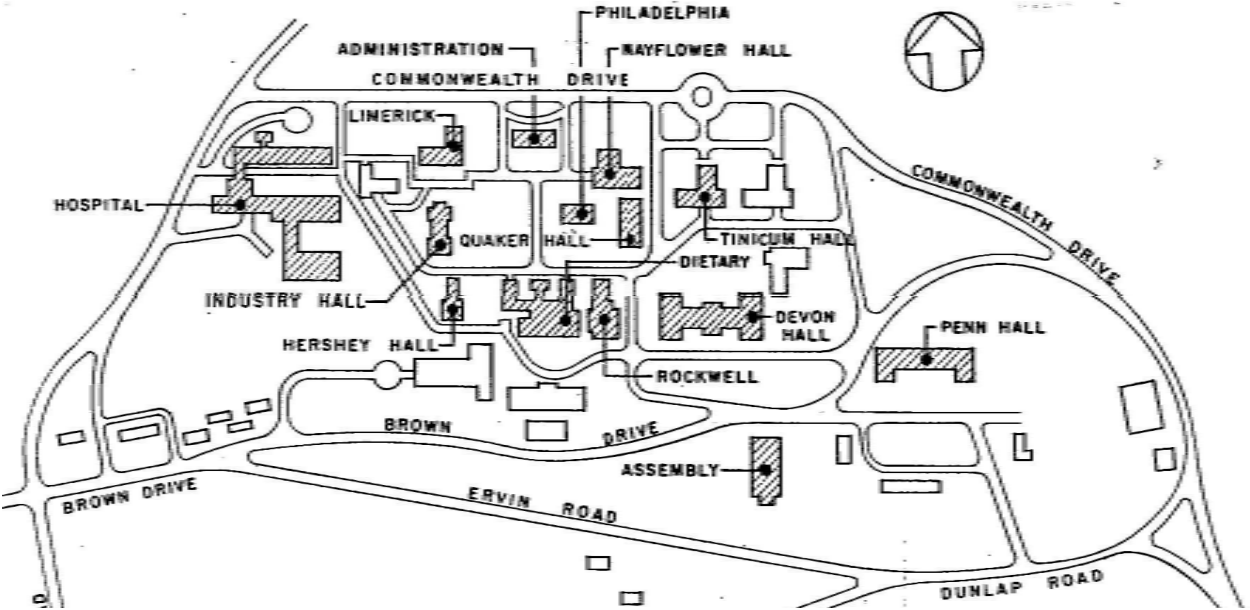 PHILADELPHIA
ADMINISTRATION
MAYFLOWER HALL
COMMONWEALTH DRIVE
LIMERICK
COMMONWEALTH DRIVE
HOSPITAL
QUAKER HALL
TINICUM HALL
DIETARY
INDUSTRY HALL
DEVON
HALL
PENN HALL
HERSHEY HALL
ROCKWELL
BROWN DRIVE
ASSEMBLY
BROWN DRIVE
ERVIN ROAD
DUNLAP ROAD